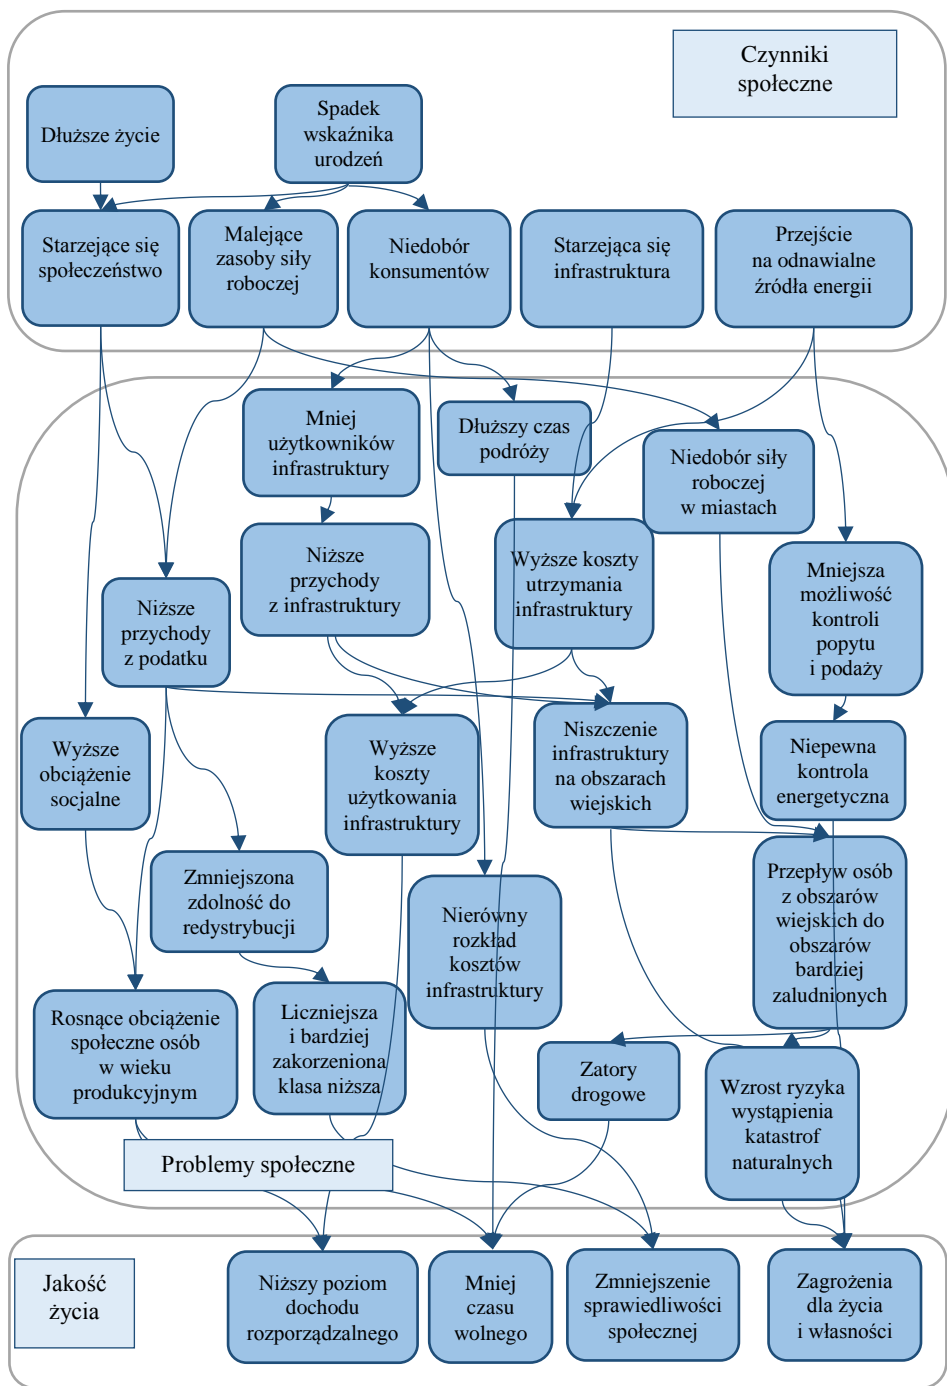 Czynniki
społeczne
Dłuższe życie
Spadek
wskaźnika
urodzeń
Starzejące się
społeczeństwo
Malejące
zasoby siły
roboczej
Niedobór
konsumentów
Starzejąca się
infrastruktura
Przejście
na odnawialne
źródła energii
Mniej
użytkowników
infrastruktury
Dłuższy czas
podróży
Niedobór siły
roboczej
w miastach
Niższe
przychody
z infrastruktury
Wyższe koszty
utrzymania
infrastruktury
Mniejsza
możliwość
kontroli
popytu
i podaży
Niższe
przychody
z podatku
Wyższe
obciążenie
socjalne
Wyższe
koszty
użytkowania
infrastruktury
Niszczenie
infrastruktury
na obszarach
wiejskich
Niepewna
kontrola
energetyczna
Zmniejszona
zdolność do
redystrybucji
Nierówny
rozkład
kosztów
infrastruktury
Przepływ osób
z obszarów
wiejskich do
obszarów
bardziej
zaludnionych
Rosnące obciążenie
społeczne osób
w wieku
produkcyjnym
Liczniejsza
i bardziej
zakorzeniona
klasa niższa
Zatory
drogowe
Wzrost ryzyka
wystąpienia
katastrof
naturalnych
Problemy społeczne
Jakość
życia
Niższy poziom
dochodu
rozporządzalnego
Mniej
czasu
wolnego
Zmniejszenie
sprawiedliwości
społecznej
Zagrożenia
dla życia
i własności